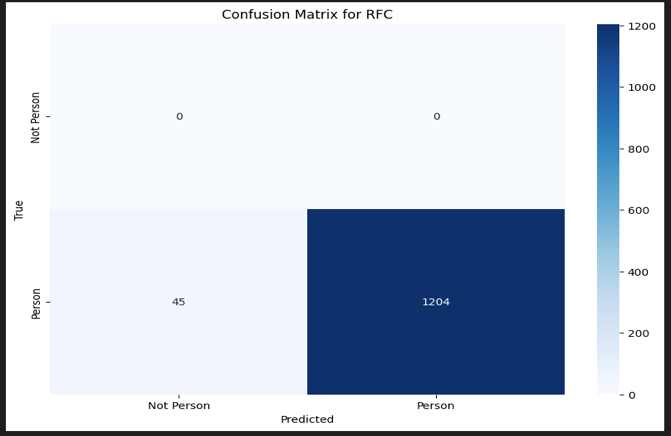 Confusion Matrix for RFC
1200
1000
800
600
400
200
0
True
Not Person
0
0
Person
45
1204
Not Person
Person
Predicted